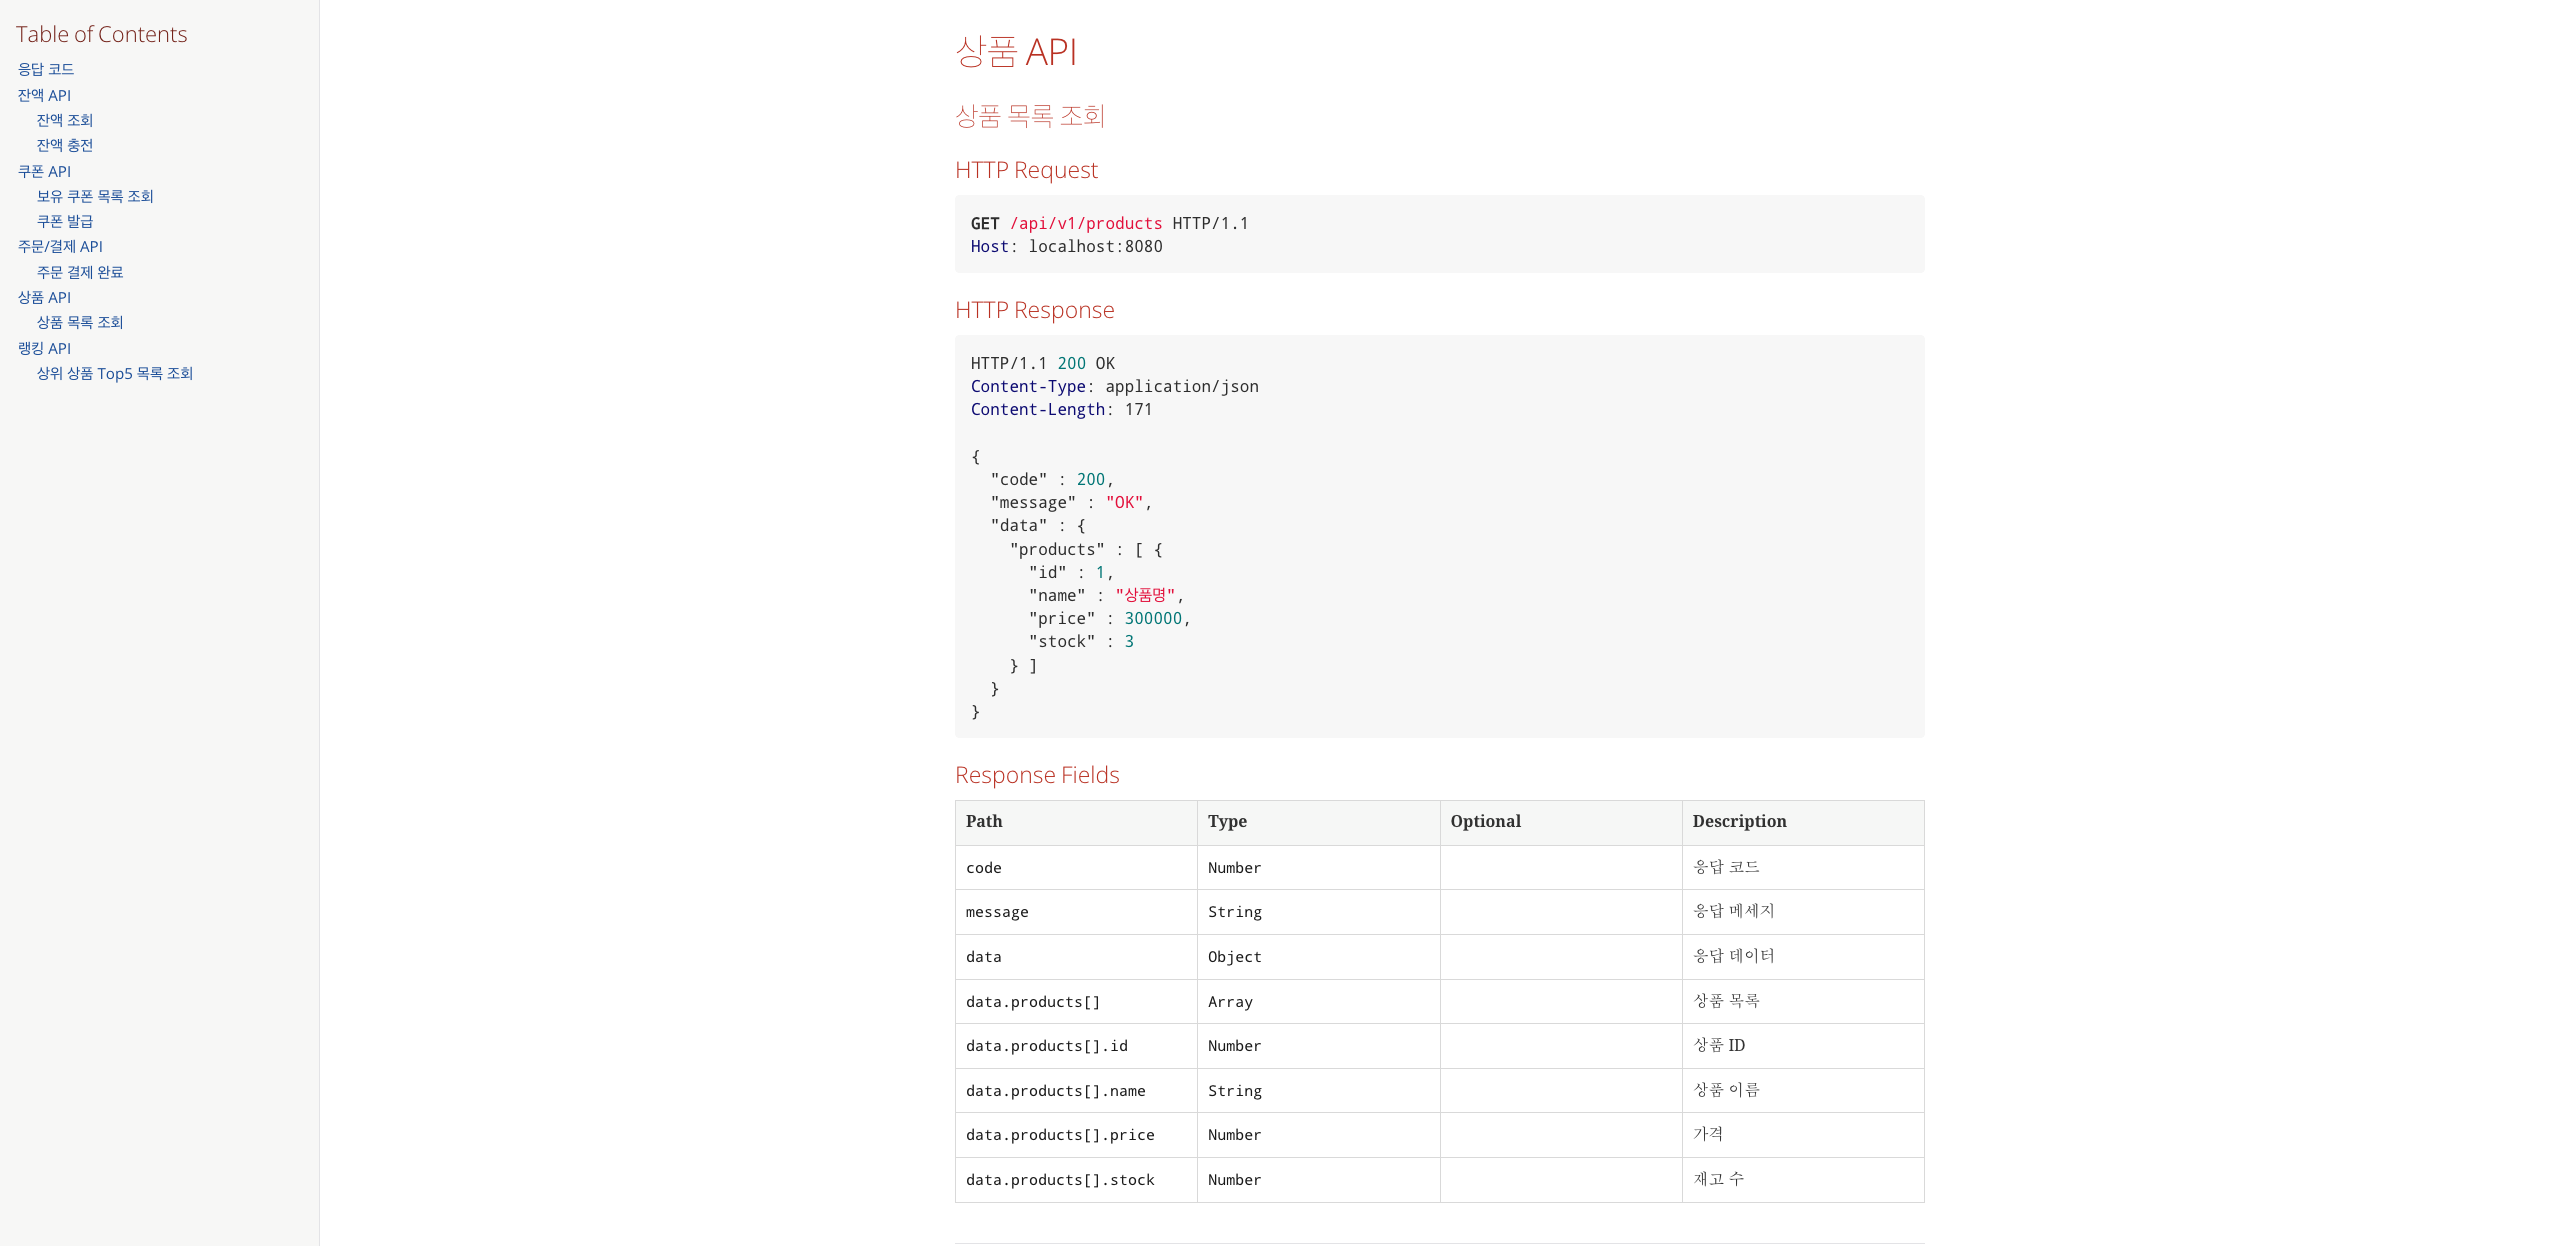 Table of Contents
응답 코드
잔액 API
잔액 조회
잔액 충전
쿠폰 API
보유 쿠폰 목록 조회
쿠폰 발급
주문/결제 API
주문 결제 완료
상품 API
상품 목록 조회
랭킹 API
상위 상품 Top5 목록 조회
상품 API
상품 목록 조회
HTTP Request
GET /api/v1/products HTTP/1.1
Host: localhost:8080
HTTP Response
HTTP/1.1 200 OK
Content-Type: application/json
Content-Length: 171
{
  "code" : 200,
  "message" : "OK",
  "data" : {
    "products" : [ {
      "id" : 1,
      "name" : "상품명",
      "price" : 300000,
      "stock" : 3
    } ]
  }
}
Response Fields
Path Type Optional Description
code Number 응답 코드
message String 응답 메세지
data Object 응답 데이터
data.products[] Array 상품 목록
data.products[].id Number 상품 ID
data.products[].name String 상품 이름
data.products[].price Number 가격
data.products[].stock Number 재고 수